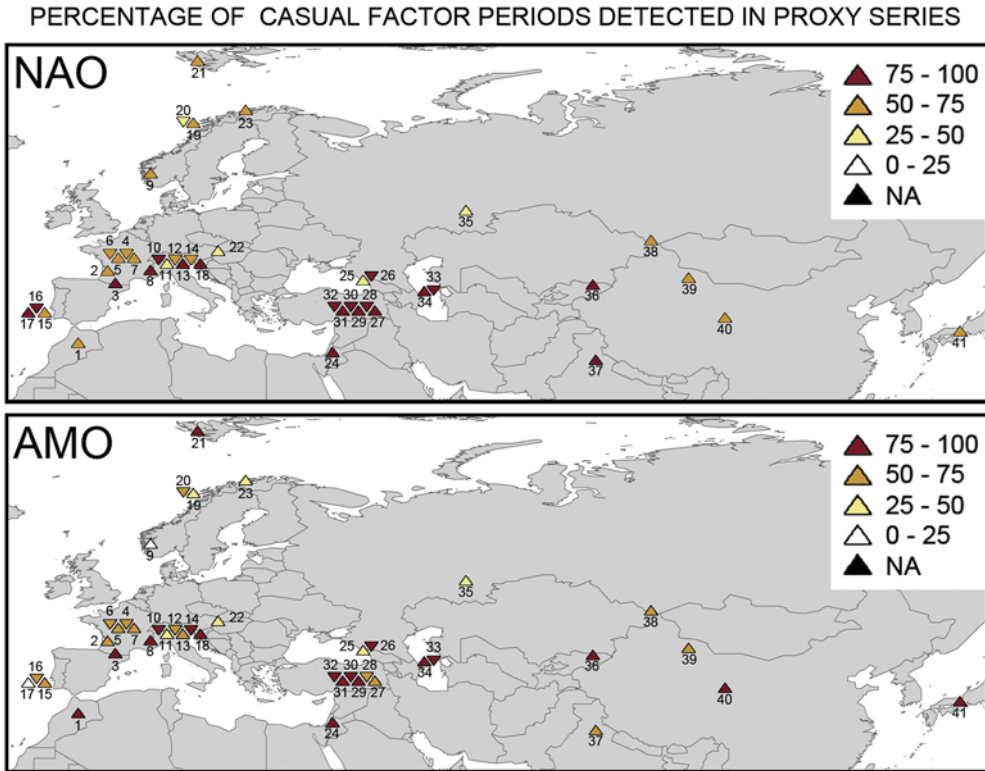 PERCENTAGE OF CASUAL FACTOR PERIODS DETECTED IN PROXY SERIES
NAO
75 - 100
50 - 75
25 - 50
0 - 25
NA
21
20
19
23
9
35
6 4
10 12 14
22
38
2 5 7
11
8 13 18
3
25 26
33
34
36
39
16
17 15
32 30 28
31 29 27
40
41
1
24
37
AMO
75 - 100
50 - 75
25 - 50
0 - 25
NA
21
20
19
23
9
35
6 4
10 12 14
22
38
2 5 7
11
8 13 18
3
25 26
33
34
36
39
16
17 15
32 30 28
31 29 27
40
41
1
24
37